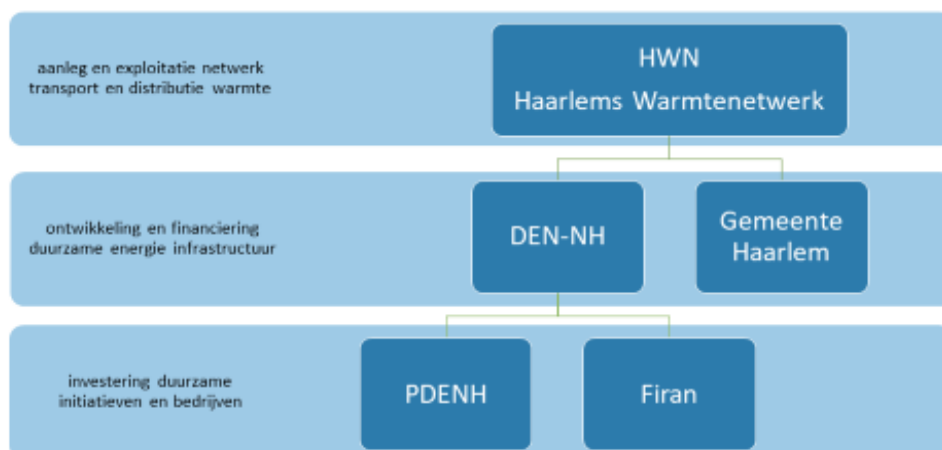 aanleg en exploitatie netwerk
transport en distributie warmte
HWN
Haarlems Warmtenetwerk
ontwikkeling en financiering
duurzame energie infrastructuur
DEN-NH
Gemeente
Haarlem
investering duurzame
initiatieven en bedrijven
PDENH
Firan